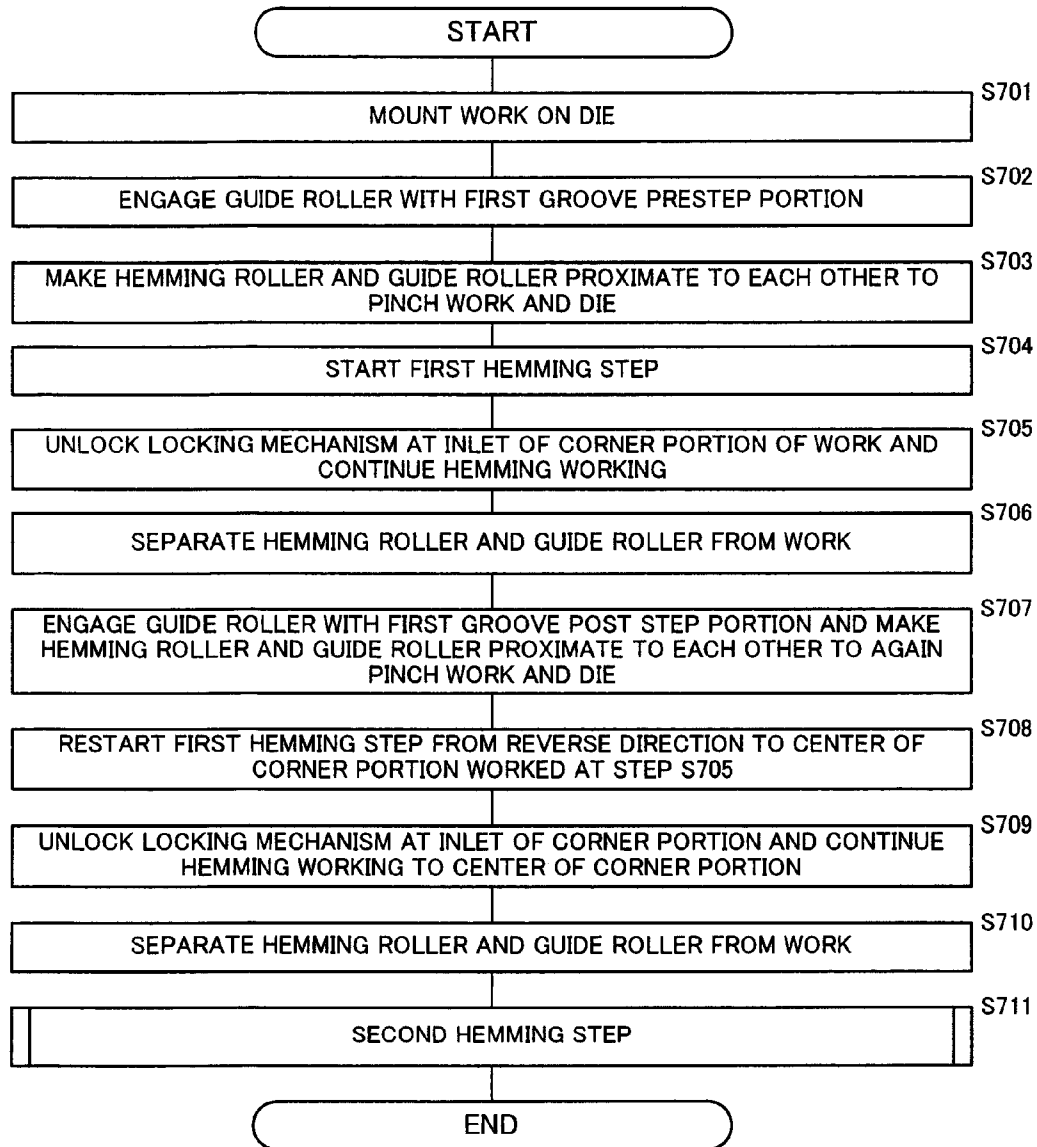 START
S701
MOUNT WORK ON DIE
S702
ENGAGE GUIDE ROLLER WITH FIRST GROOVE PRESTEP PORTION
S703
MAKE HEMMING ROLLER AND GUIDE ROLLER PROXIMATE TO EACH OTHER TO
PINCH WORK AND DIE
S704
START FIRST HEMMING STEP
S705
UNLOCK LOCKING MECHANISM AT INLET OF CORNER PORTION OF WORK AND
CONTINUE HEMMING WORKING
S706
SEPARATE HEMMING ROLLER AND GUIDE ROLLER FROM WORK
S707
ENGAGE GUIDE ROLLER WITH FIRST GROOVE POST STEP PORTION AND MAKE
HEMMING ROLLER AND GUIDE ROLLER PROXIMATE TO EACH OTHER TO AGAIN
PINCH WORK AND DIE
S708
RESTART FIRST HEMMING STEP FROM REVERSE DIRECTION TO CENTER OF
CORNER PORTION WORKED AT STEP S705
S709
UNLOCK LOCKING MECHANISM AT INLET OF CORNER PORTION AND CONTINUE
HEMMING WORKING TO CENTER OF CORNER PORTION
S710
SEPARATE HEMMING ROLLER AND GUIDE ROLLER FROM WORK
S711
SECOND HEMMING STEP
END